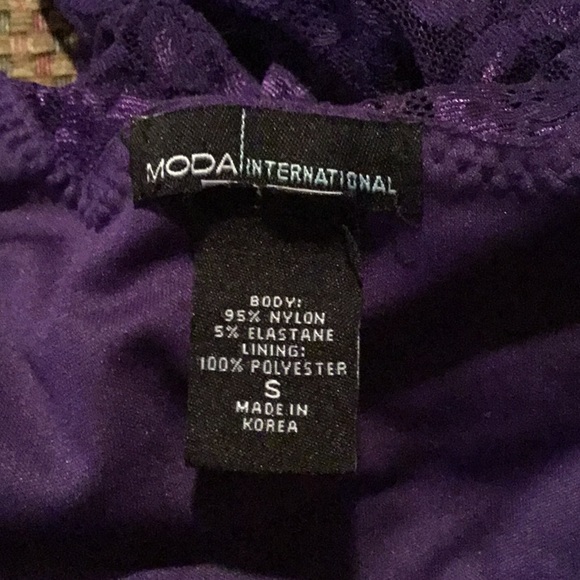 MODA INTERNATIONAL
BODY:
95% NYLON
5% ELASTANE
LINING:
100% POLYESTER
S
MADE IN
KOREA